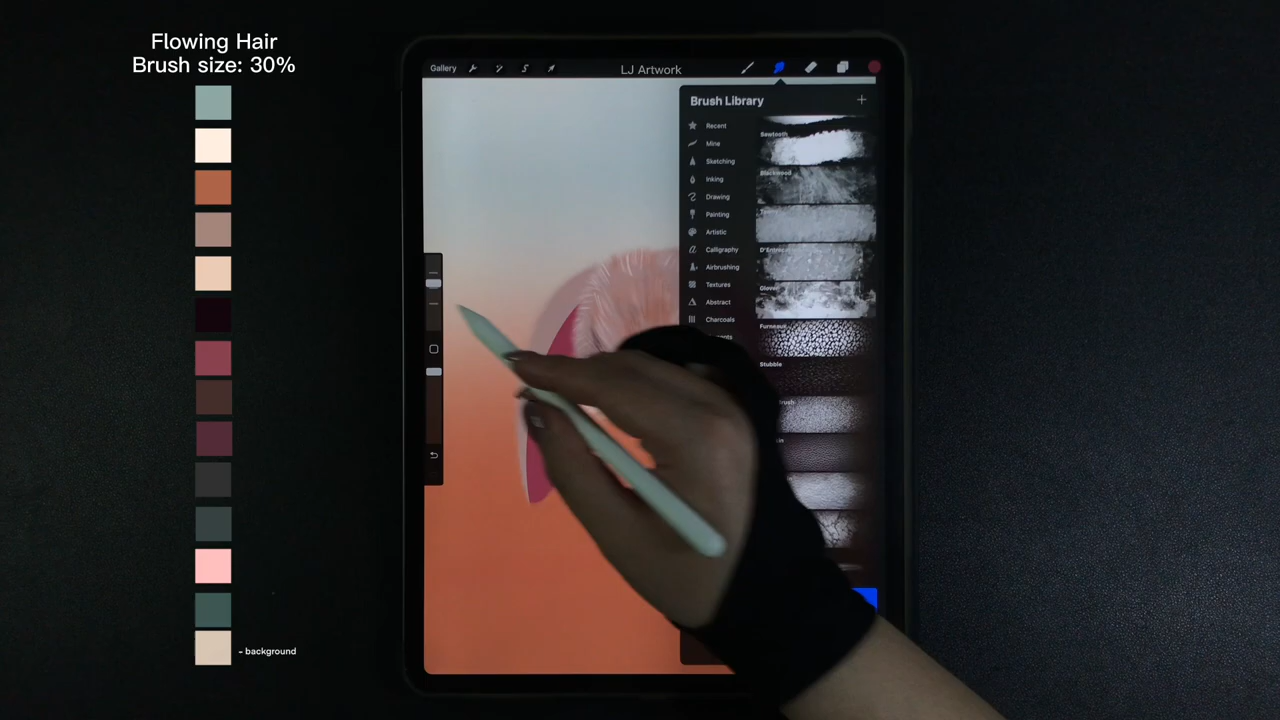 Flowing Hair
Brush size: 30%
- background
Gallery
LJ Artwork
Brush Library
Recent
Mine
Sketching
Inking
Drawing
Painting
Artistic
Calligraphy
Airbrushing
Textures
Abstract
Charcoals
Sawtooth
Blackwood
Stubble